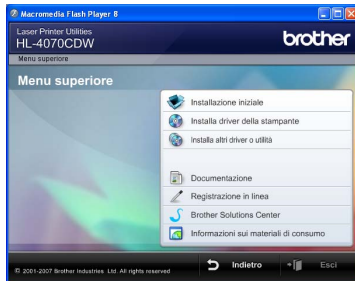 Macromedia Flash Player 8
Laser Printer Utilities
HL-4070CDW
brother
Menu superiore
Menu superiore
Installazione iniziale
Installa driver della stampante
Installa altri driver o utilità
Documentazione
Registrazione in linea
Brother Solutions Center
Informazioni sui materiali di consumo
© 2001-2007 Brother Industries Ltd. All rights reserved
Indietro
Esci